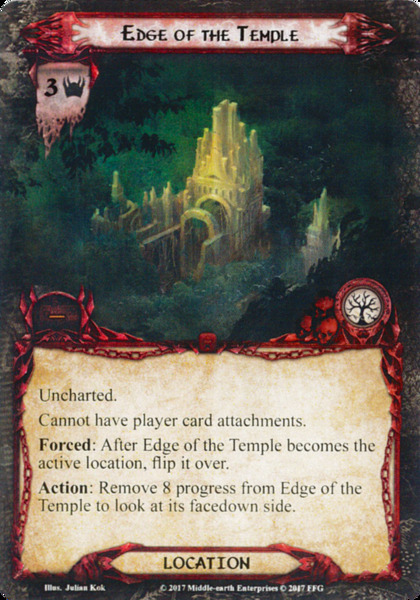 Edge of the Temple
3
–
Uncharted.
Cannot have player card attachments.
Forced: After Edge of the Temple becomes the
active location, flip it over.
Action: Remove 8 progress from Edge of the
Temple to look at its facedown side.
LOCATION
Illus. Julian Kok
© 2017 Middle-earth Enterprises © 2017 FFG